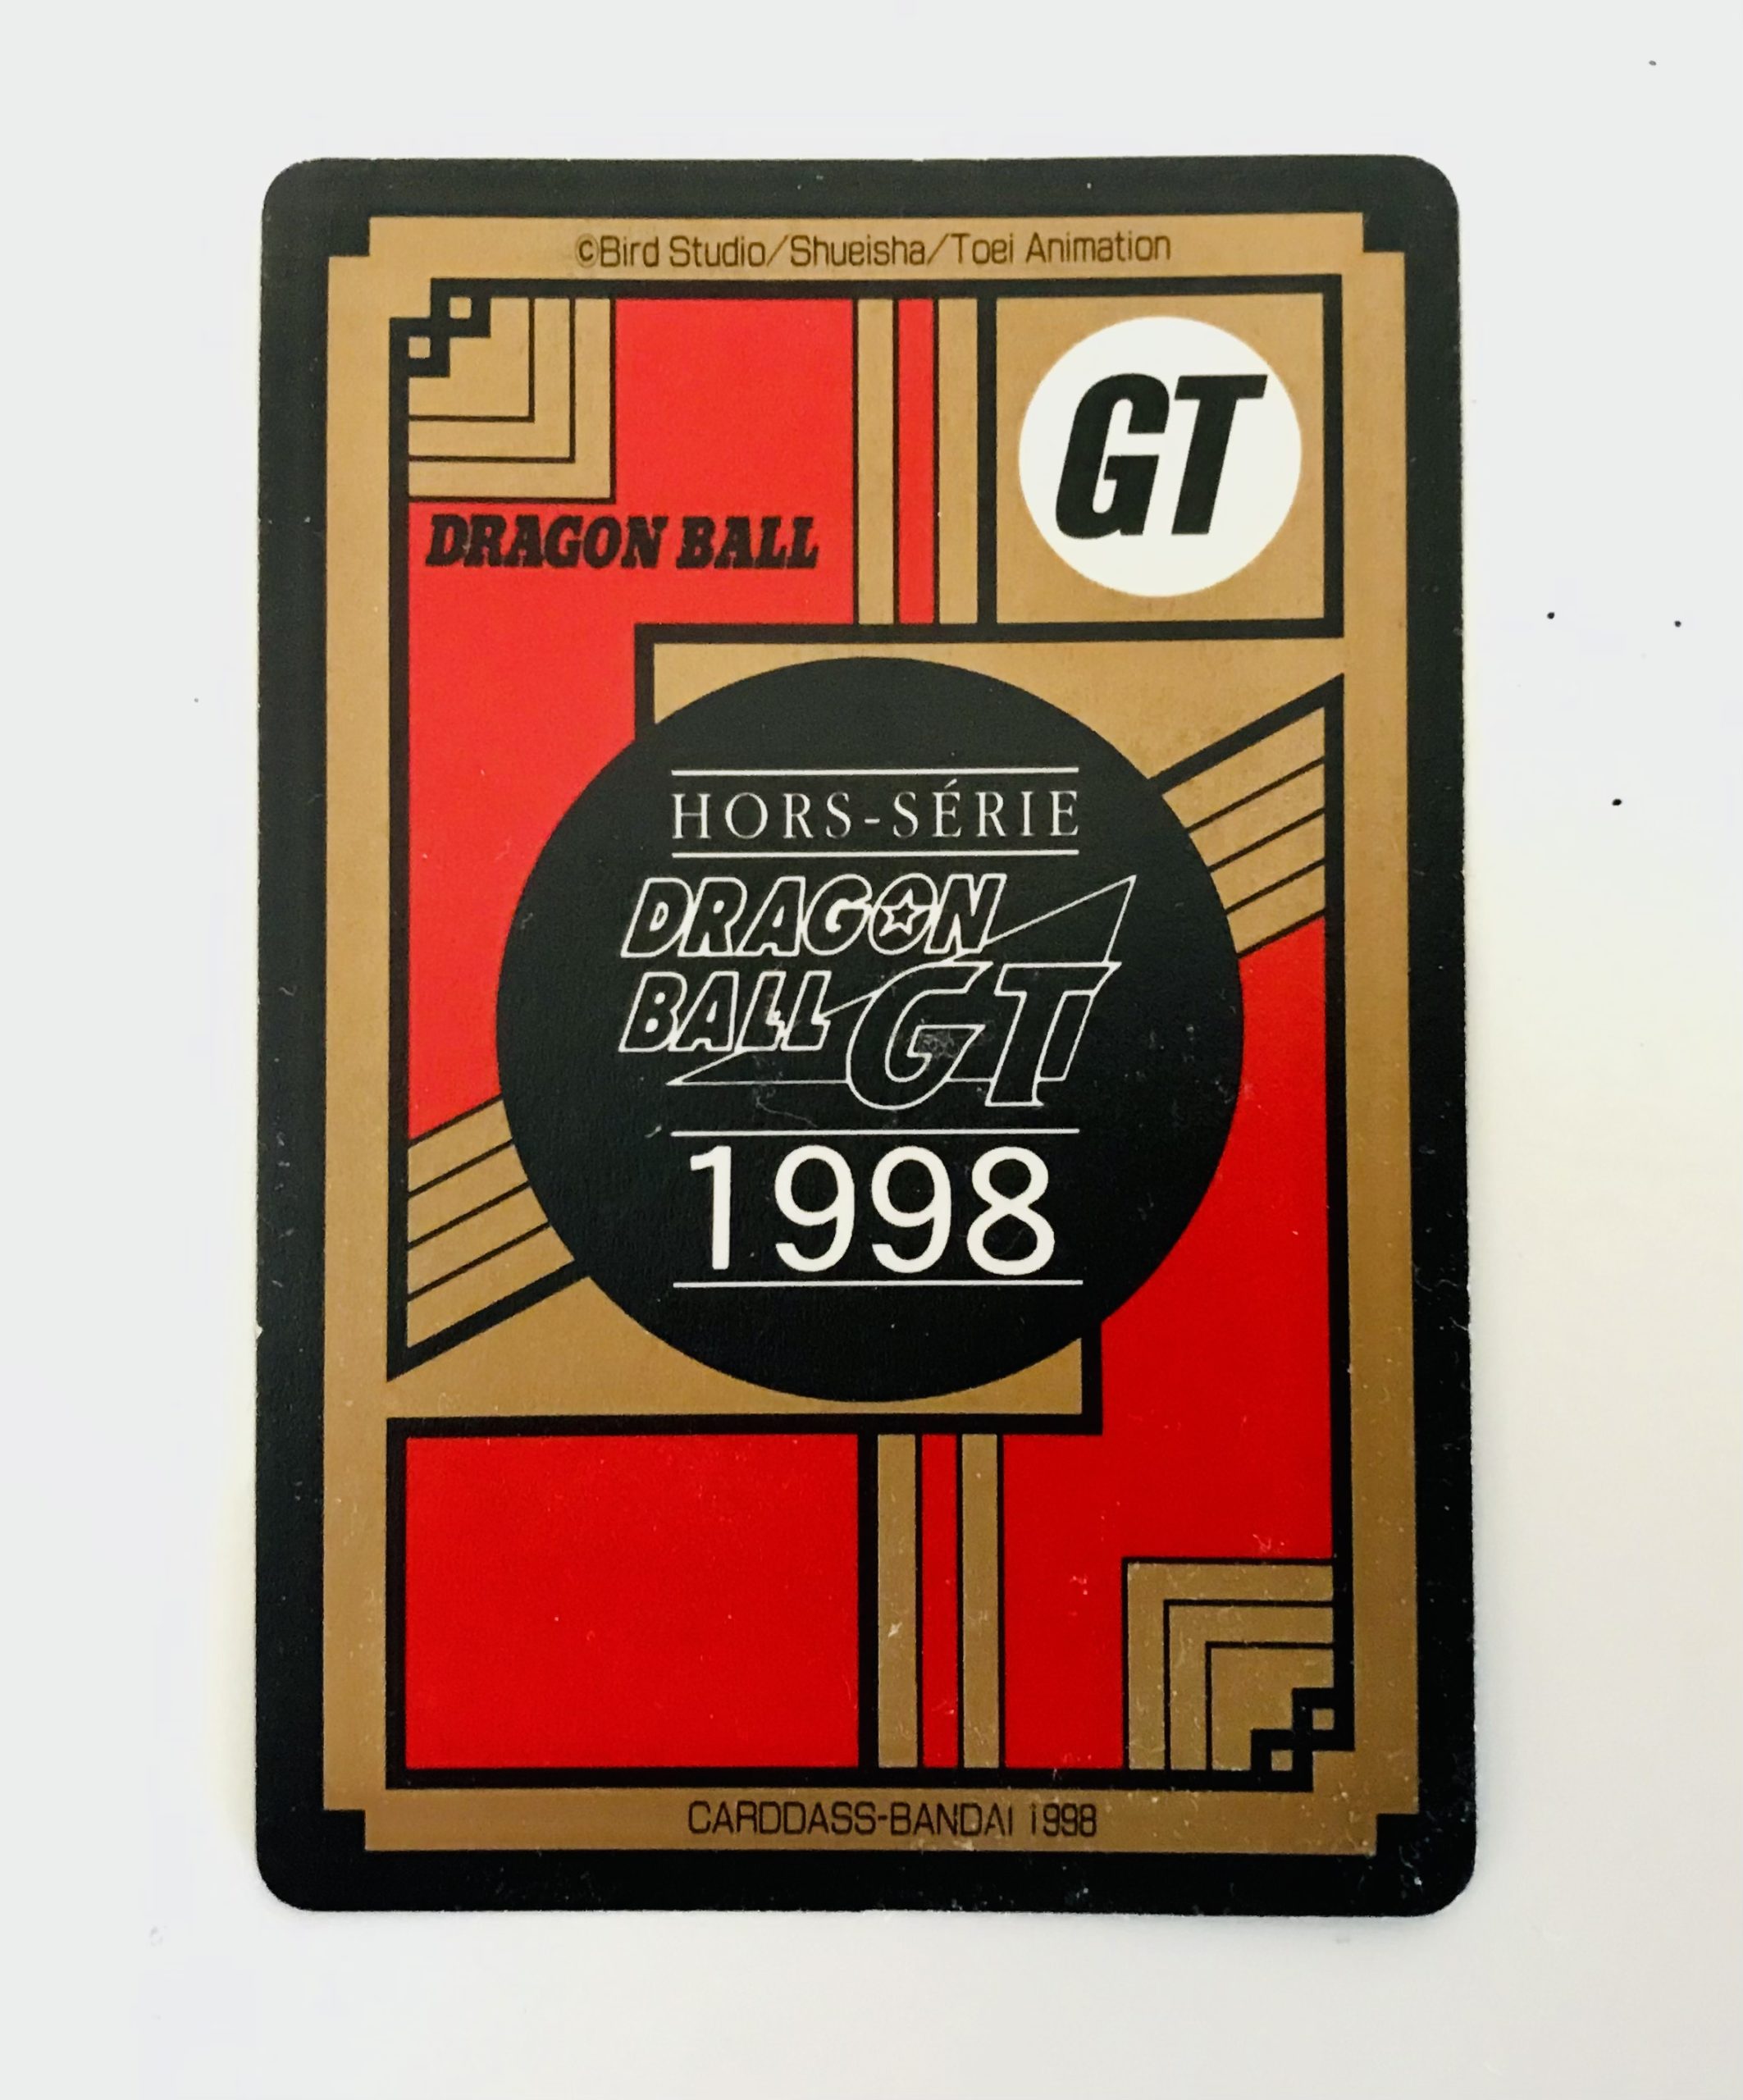 ©Bird Studio/Shueisha/Toei Animation
GT
DRAGON BALL
HORS-SÉRIE
DRAGON
BALL GT
1998
CARDDASS-BANDAI 1998